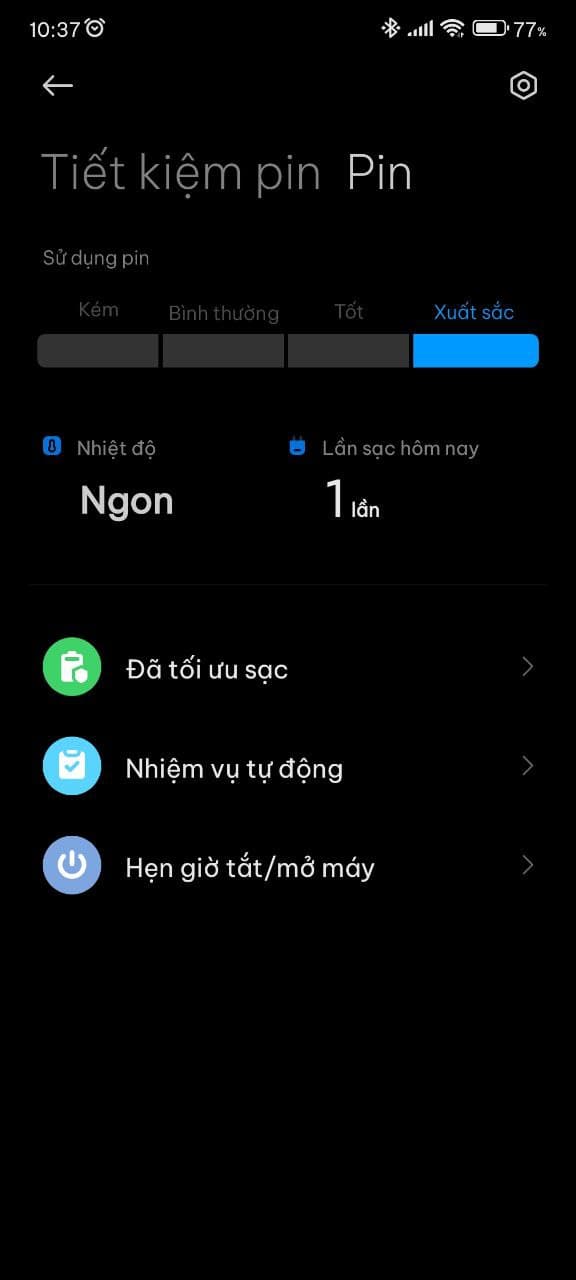 10:37 77%
Tiết kiệm pin Pin
Sử dụng pin
Kém Bình thường Tốt Xuất sắc
Nhiệt độ Lần sạc hôm nay
Ngon 1 lần
Đã tối ưu sạc
Nhiệm vụ tự động
Hẹn giờ tắt/mở máy